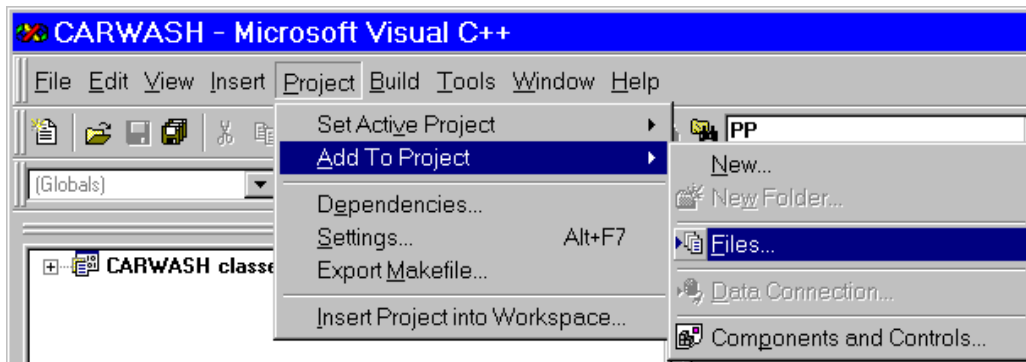 CARWASH - Microsoft Visual C++
File Edit View Insert Project Build Tools Window Help
Set Active Project
PP
Add To Project
New...
(Globals)
New Folder...
Dependencies...
Settings... Alt+F7
Files...
CARWASH classe
Export Makefile...
Data Connection...
Insert Project into Workspace...
Components and Controls...